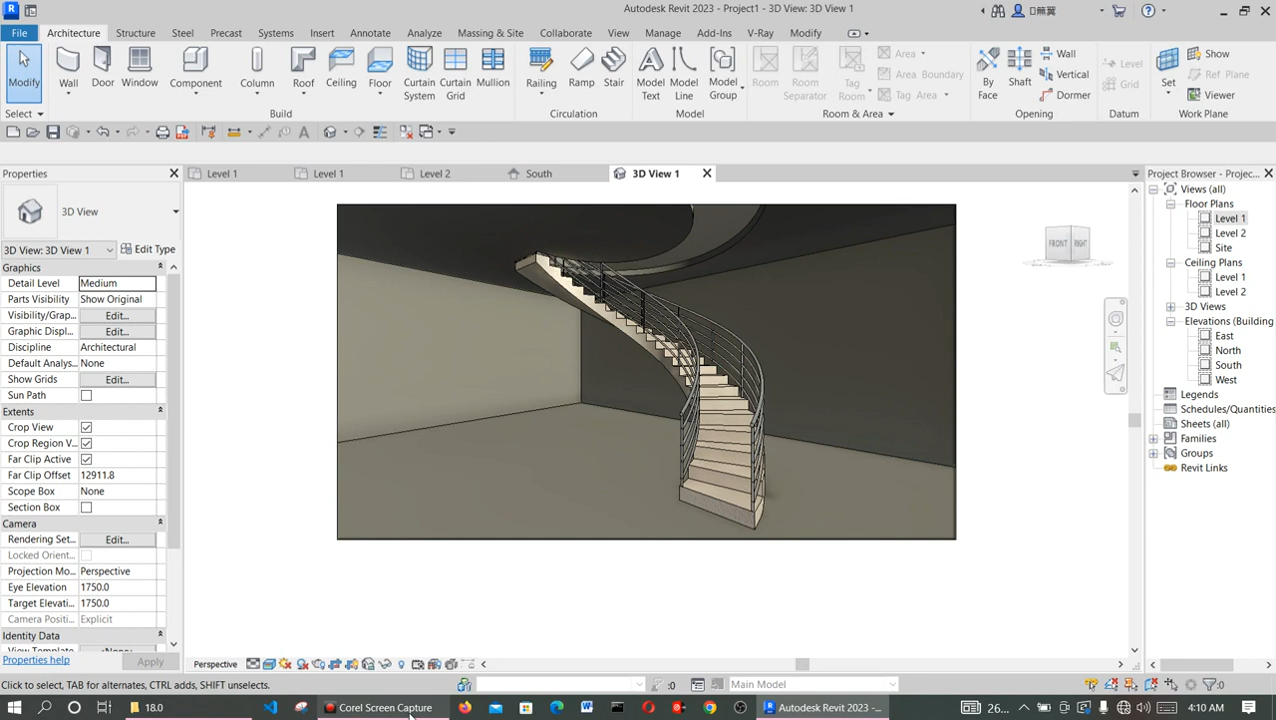 Autodesk Revit 2023 - Project1 - 3D View: 3D View 1
File Architecture Structure Steel Precast Systems Insert Annotate Analyze Massing & Site Collaborate View Manage Add-Ins V-Ray Modify
Modify Wall Door Window Component Column Roof Ceiling Floor Curtain System Curtain Grid Mullion Railing Ramp Stair Model Text Model Line Model Group Room Room Separator Tag Room Area Area Boundary Tag Area By Face Shaft Wall Vertical Dormer Level Grid Set Show Ref Plane Viewer
Select Build Circulation Model Room & Area Opening Datum Work Plane
Properties
Level 1 Level 1 Level 2 South 3D View 1
Project Browser - Projec...
3D View
3D View: 3D View 1 Edit Type
Graphics
Detail Level Medium
Parts Visibility Show Original
Visibility/Grap... Edit...
Graphic Displ... Edit...
Discipline Architectural
Default Analys... None
Show Grids Edit...
Sun Path
Extents
Crop View
Crop Region V...
Far Clip Active
Far Clip Offset 12911.8
Scope Box None
Section Box
Camera
Rendering Set... Edit...
Locked Orient...
Projection Mo... Perspective
Eye Elevation 1750.0
Target Elevati... 1750.0
Camera Positi... Explicit
Identity Data
Properties help Apply
FRONT RIGHT
Views (all)
Floor Plans
Level 1
Level 2
Site
Ceiling Plans
Level 1
Level 2
3D Views
Elevations (Building
East
North
South
West
Legends
Schedules/Quantities
Sheets (all)
Families
Groups
Revit Links
Perspective
Click to select, TAB for alternates, CTRL adds, SHIFT unselects.
:0 Main Model :0
18.0 Corel Screen Capture Autodesk Revit 2023 -... 26... 4:10 AM